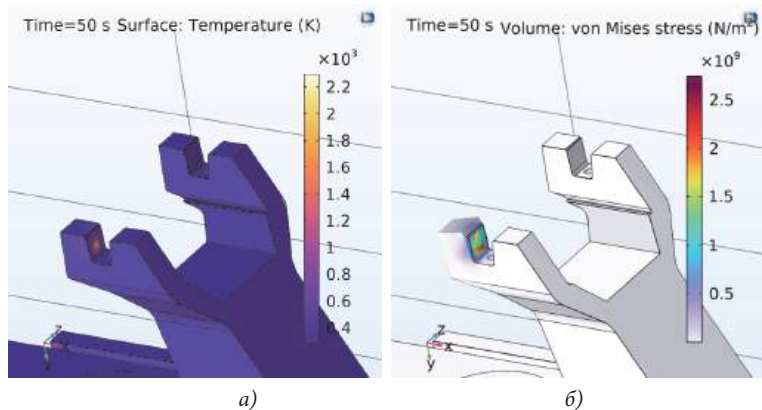 Time=50 s Surface: Temperature (K)
×10³
2.2
2
1.8
1.6
1.4
1.2
1
0.8
0.6
0.4
z
x
y
a)
Time=50 s Volume: von Mises stress (N/m²)
×10⁹
2.5
2
1.5
1
0.5
z
x
y
б)